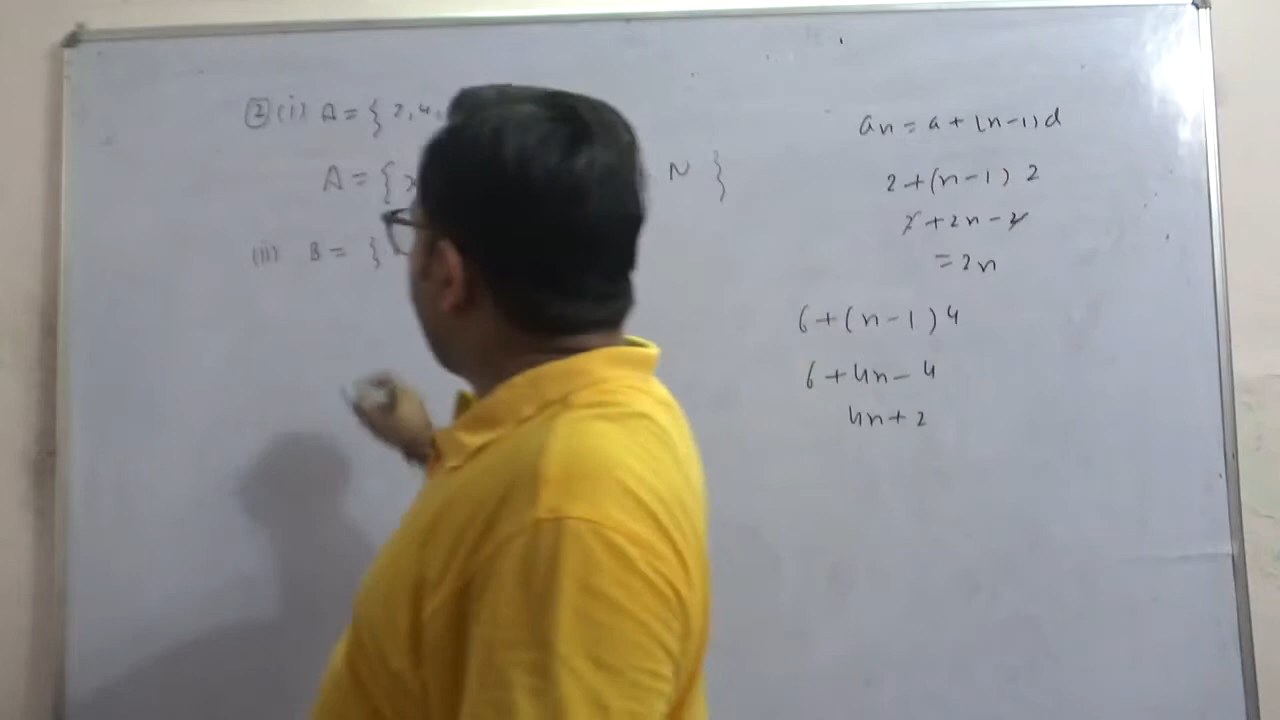 ② (i) A = { 2, 4,
A = { x N }
(ii) B = {
an = a + (n-1) d
2 + (n-1) 2
2 + 2n - 2
= 2n
6 + (n-1) 4
6 + 4n - 4
4n + 2